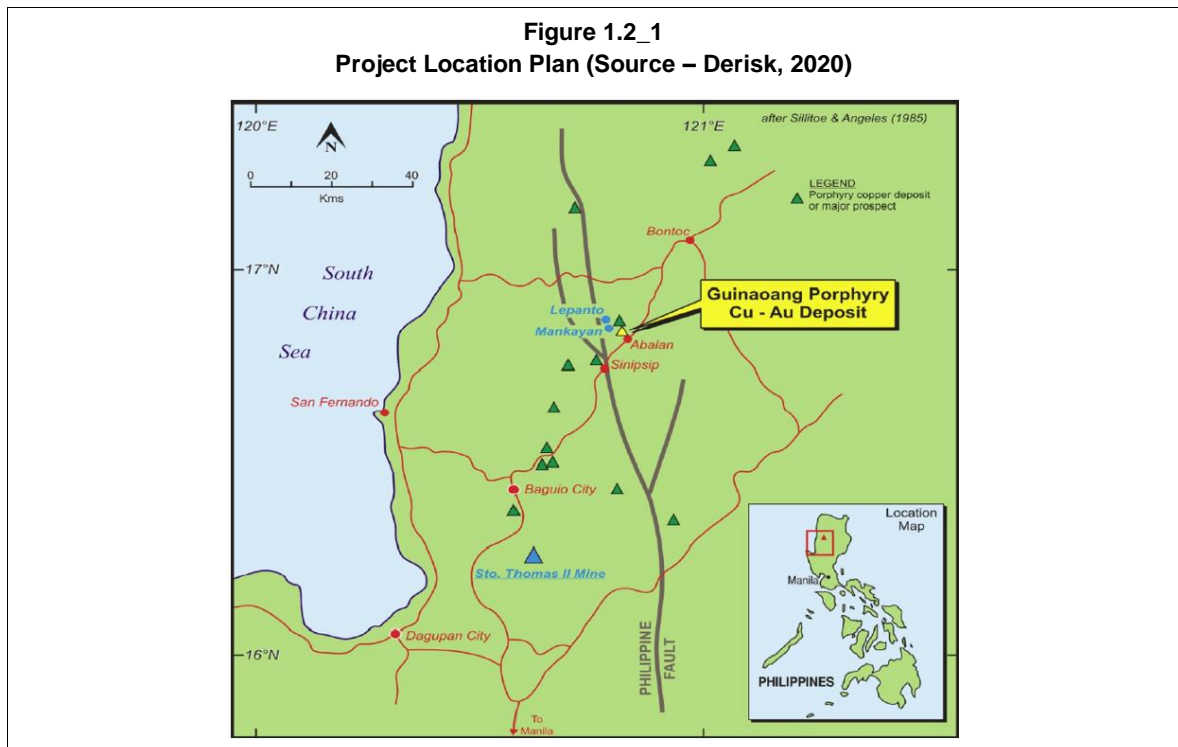 Figure 1.2_1
Project Location Plan (Source – Derisk, 2020)
120°E
121°E
after Sillitoe & Angeles (1985)
N
0 20 40
Kms
LEGEND
Porphyry copper deposit
or major prospect
Bontoc
17°N
South
China
Sea
Guinaoang Porphyry
Cu - Au Deposit
Lepanto
Mankayan
Abatan
Sinipsip
San Fernando
Baguio City
Location
Map
Sto. Thomas II Mine
Manila
Dagupan City
16°N
PHILIPPINE
FAULT
PHILIPPINES
To
Manila